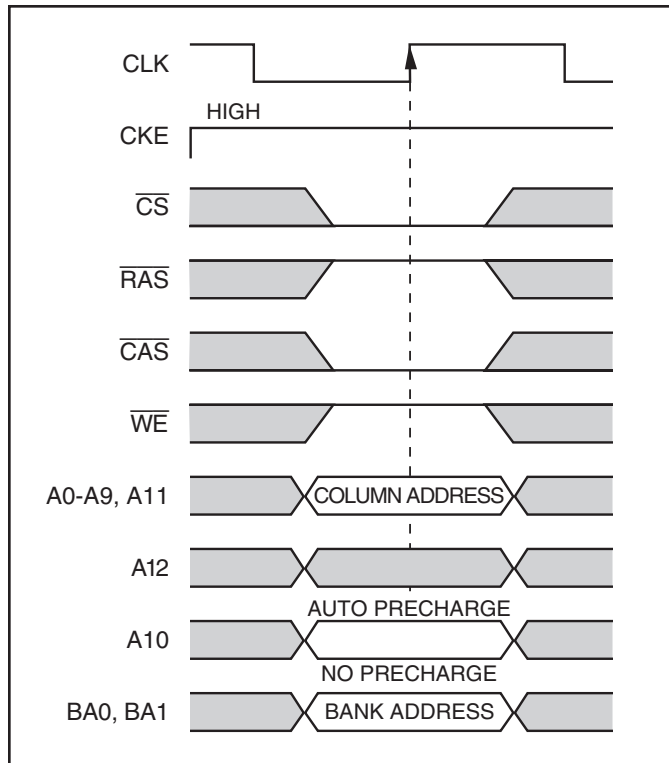 CLK
HIGH
CKE
CS
RAS
CAS
WE
A0-A9, A11 COLUMN ADDRESS
A12
AUTO PRECHARGE
A10
NO PRECHARGE
BA0, BA1 BANK ADDRESS